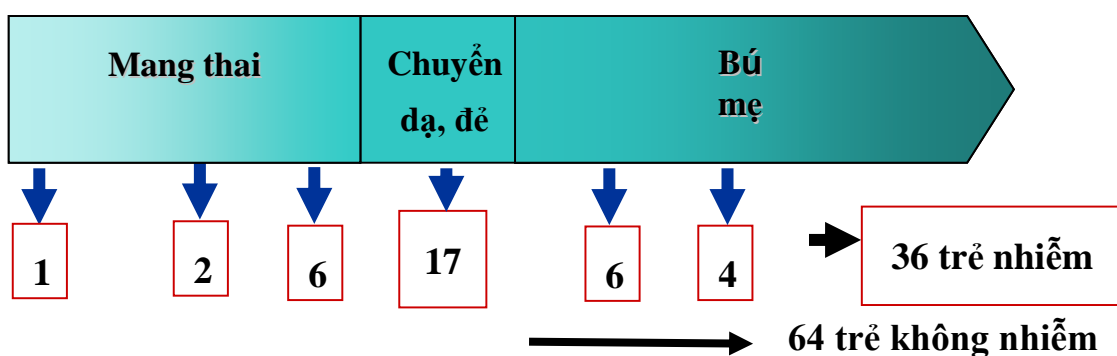 Mang thai
Chuyển
dạ, đẻ
Bú
mẹ
1
2
6
17
6
4
36 trẻ nhiễm
64 trẻ không nhiễm